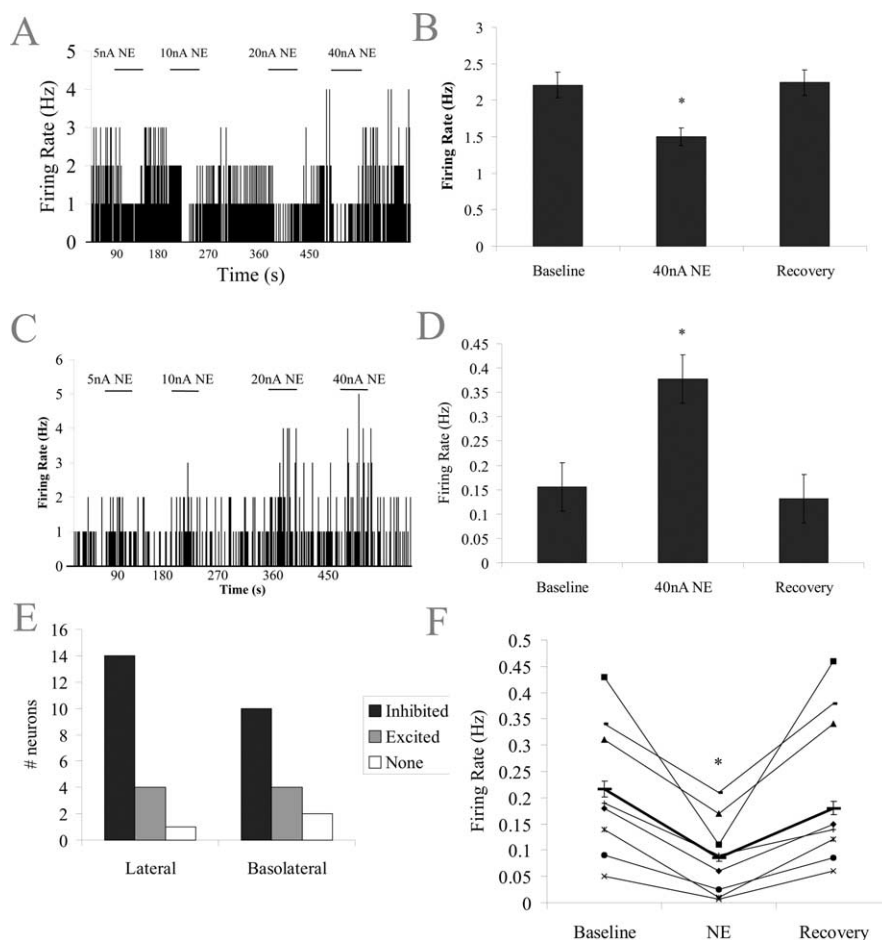 A
5nA NE 10nA NE 20nA NE 40nA NE
5
4
3
2
1
0
Firing Rate (Hz)
90 180 270 360 450
Time (s)
B
3
2.5
2
1.5
1
0.5
0
Firing Rate (Hz)
*
Baseline 40nA NE Recovery
C
5nA NE 10nA NE 20nA NE 40nA NE
6
5
4
3
2
1
0
Firing Rate (Hz)
90 180 270 360 450
Time (s)
D
0.45
0.4
0.35
0.3
0.25
0.2
0.15
0.1
0.05
0
Firing Rate (Hz)
*
Baseline 40nA NE Recovery
E
16
14
12
10
8
6
4
2
0
# neurons
Lateral Basolateral
Inhibited
Excited
None
F
0.5
0.45
0.4
0.35
0.3
0.25
0.2
0.15
0.1
0.05
0
Firing Rate (Hz)
*
Baseline NE Recovery